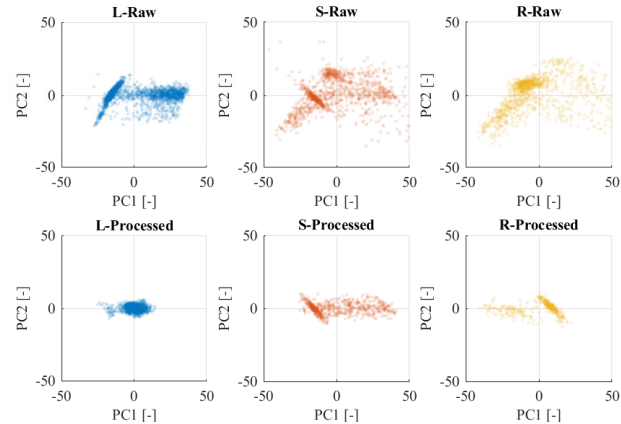 L-Raw S-Raw R-Raw
50 50 50
PC2 [-] PC2 [-] PC2 [-]
0 0 0
-50 -50 -50
-50 0 50 -50 0 50 -50 0 50
PC1 [-] PC1 [-] PC1 [-]
L-Processed S-Processed R-Processed
50 50 50
PC2 [-] PC2 [-] PC2 [-]
0 0 0
-50 -50 -50
-50 0 50 -50 0 50 -50 0 50
PC1 [-] PC1 [-] PC1 [-]